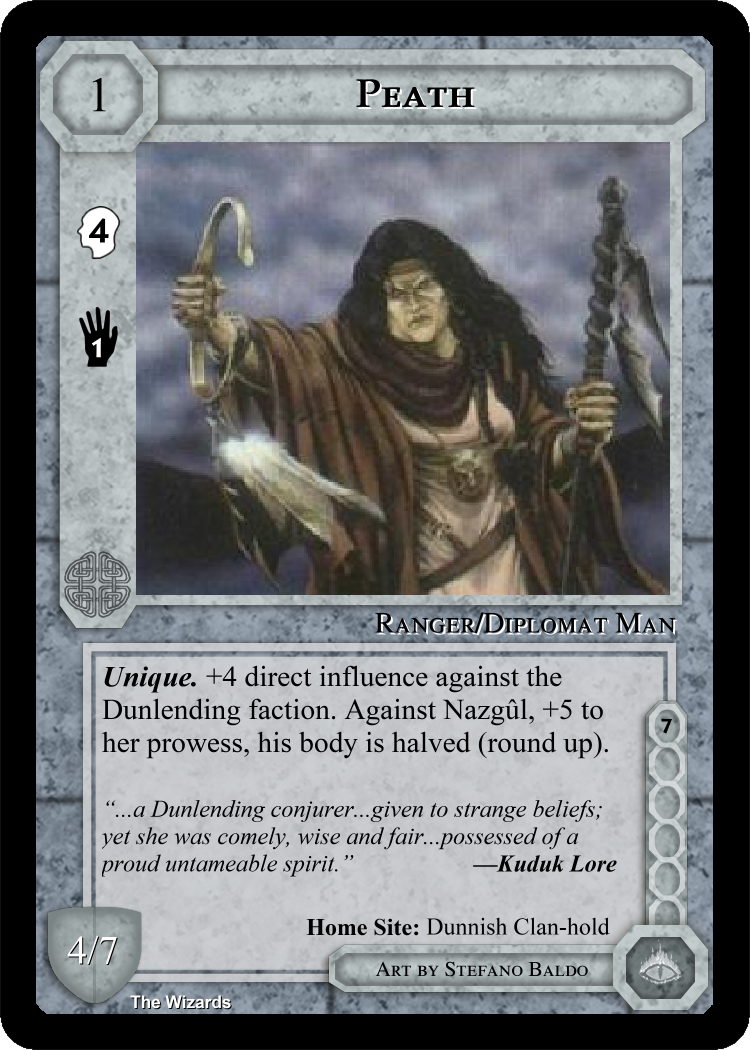 1
PEATH
4
1
RANGER/DIPLOMAT MAN
Unique. +4 direct influence against the
Dunlending faction. Against Nazgûl, +5 to
her prowess, his body is halved (round up).
7
“...a Dunlending conjurer...given to strange beliefs;
yet she was comely, wise and fair...possessed of a
proud untameable spirit.” —Kuduk Lore
Home Site: Dunnish Clan-hold
4/7
ART BY STEFANO BALDO
The Wizards